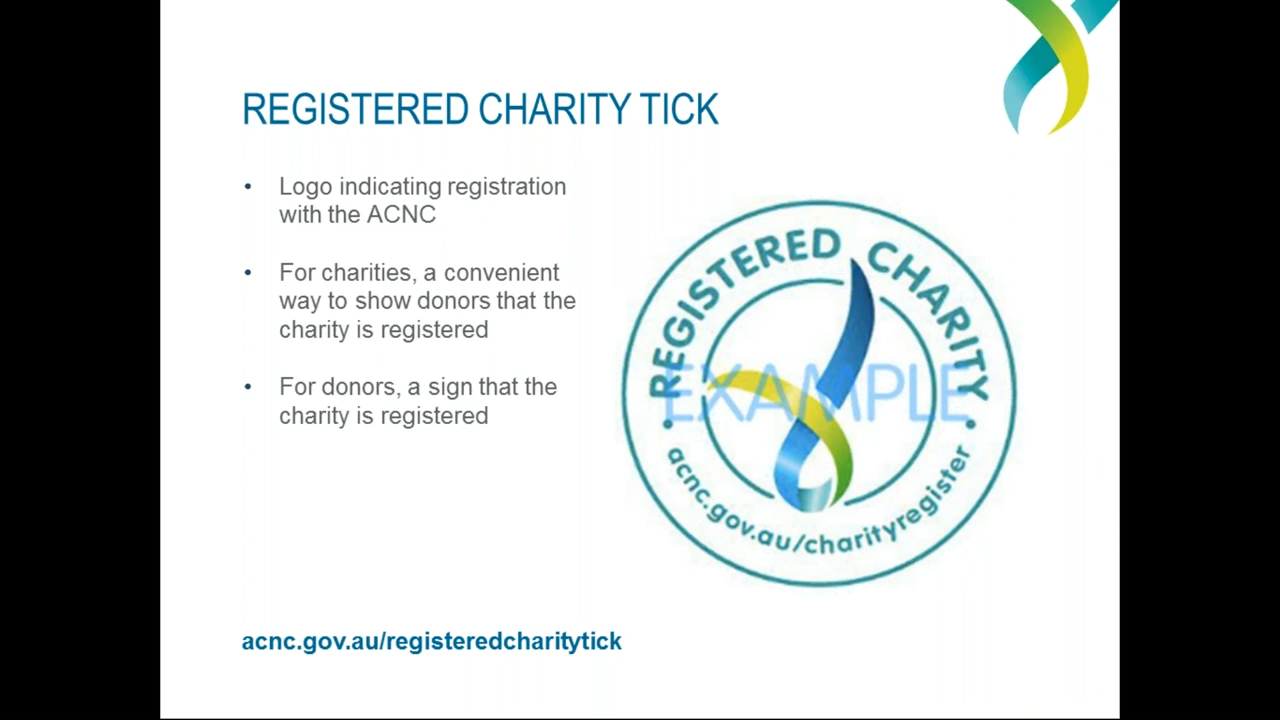 REGISTERED CHARITY TICK
• Logo indicating registration
with the ACNC
• For charities, a convenient
way to show donors that the
charity is registered
• For donors, a sign that the
charity is registered
REGISTERED CHARITY
EXAMPLE
acnc.gov.au/charityregister
acnc.gov.au/registeredcharitytick